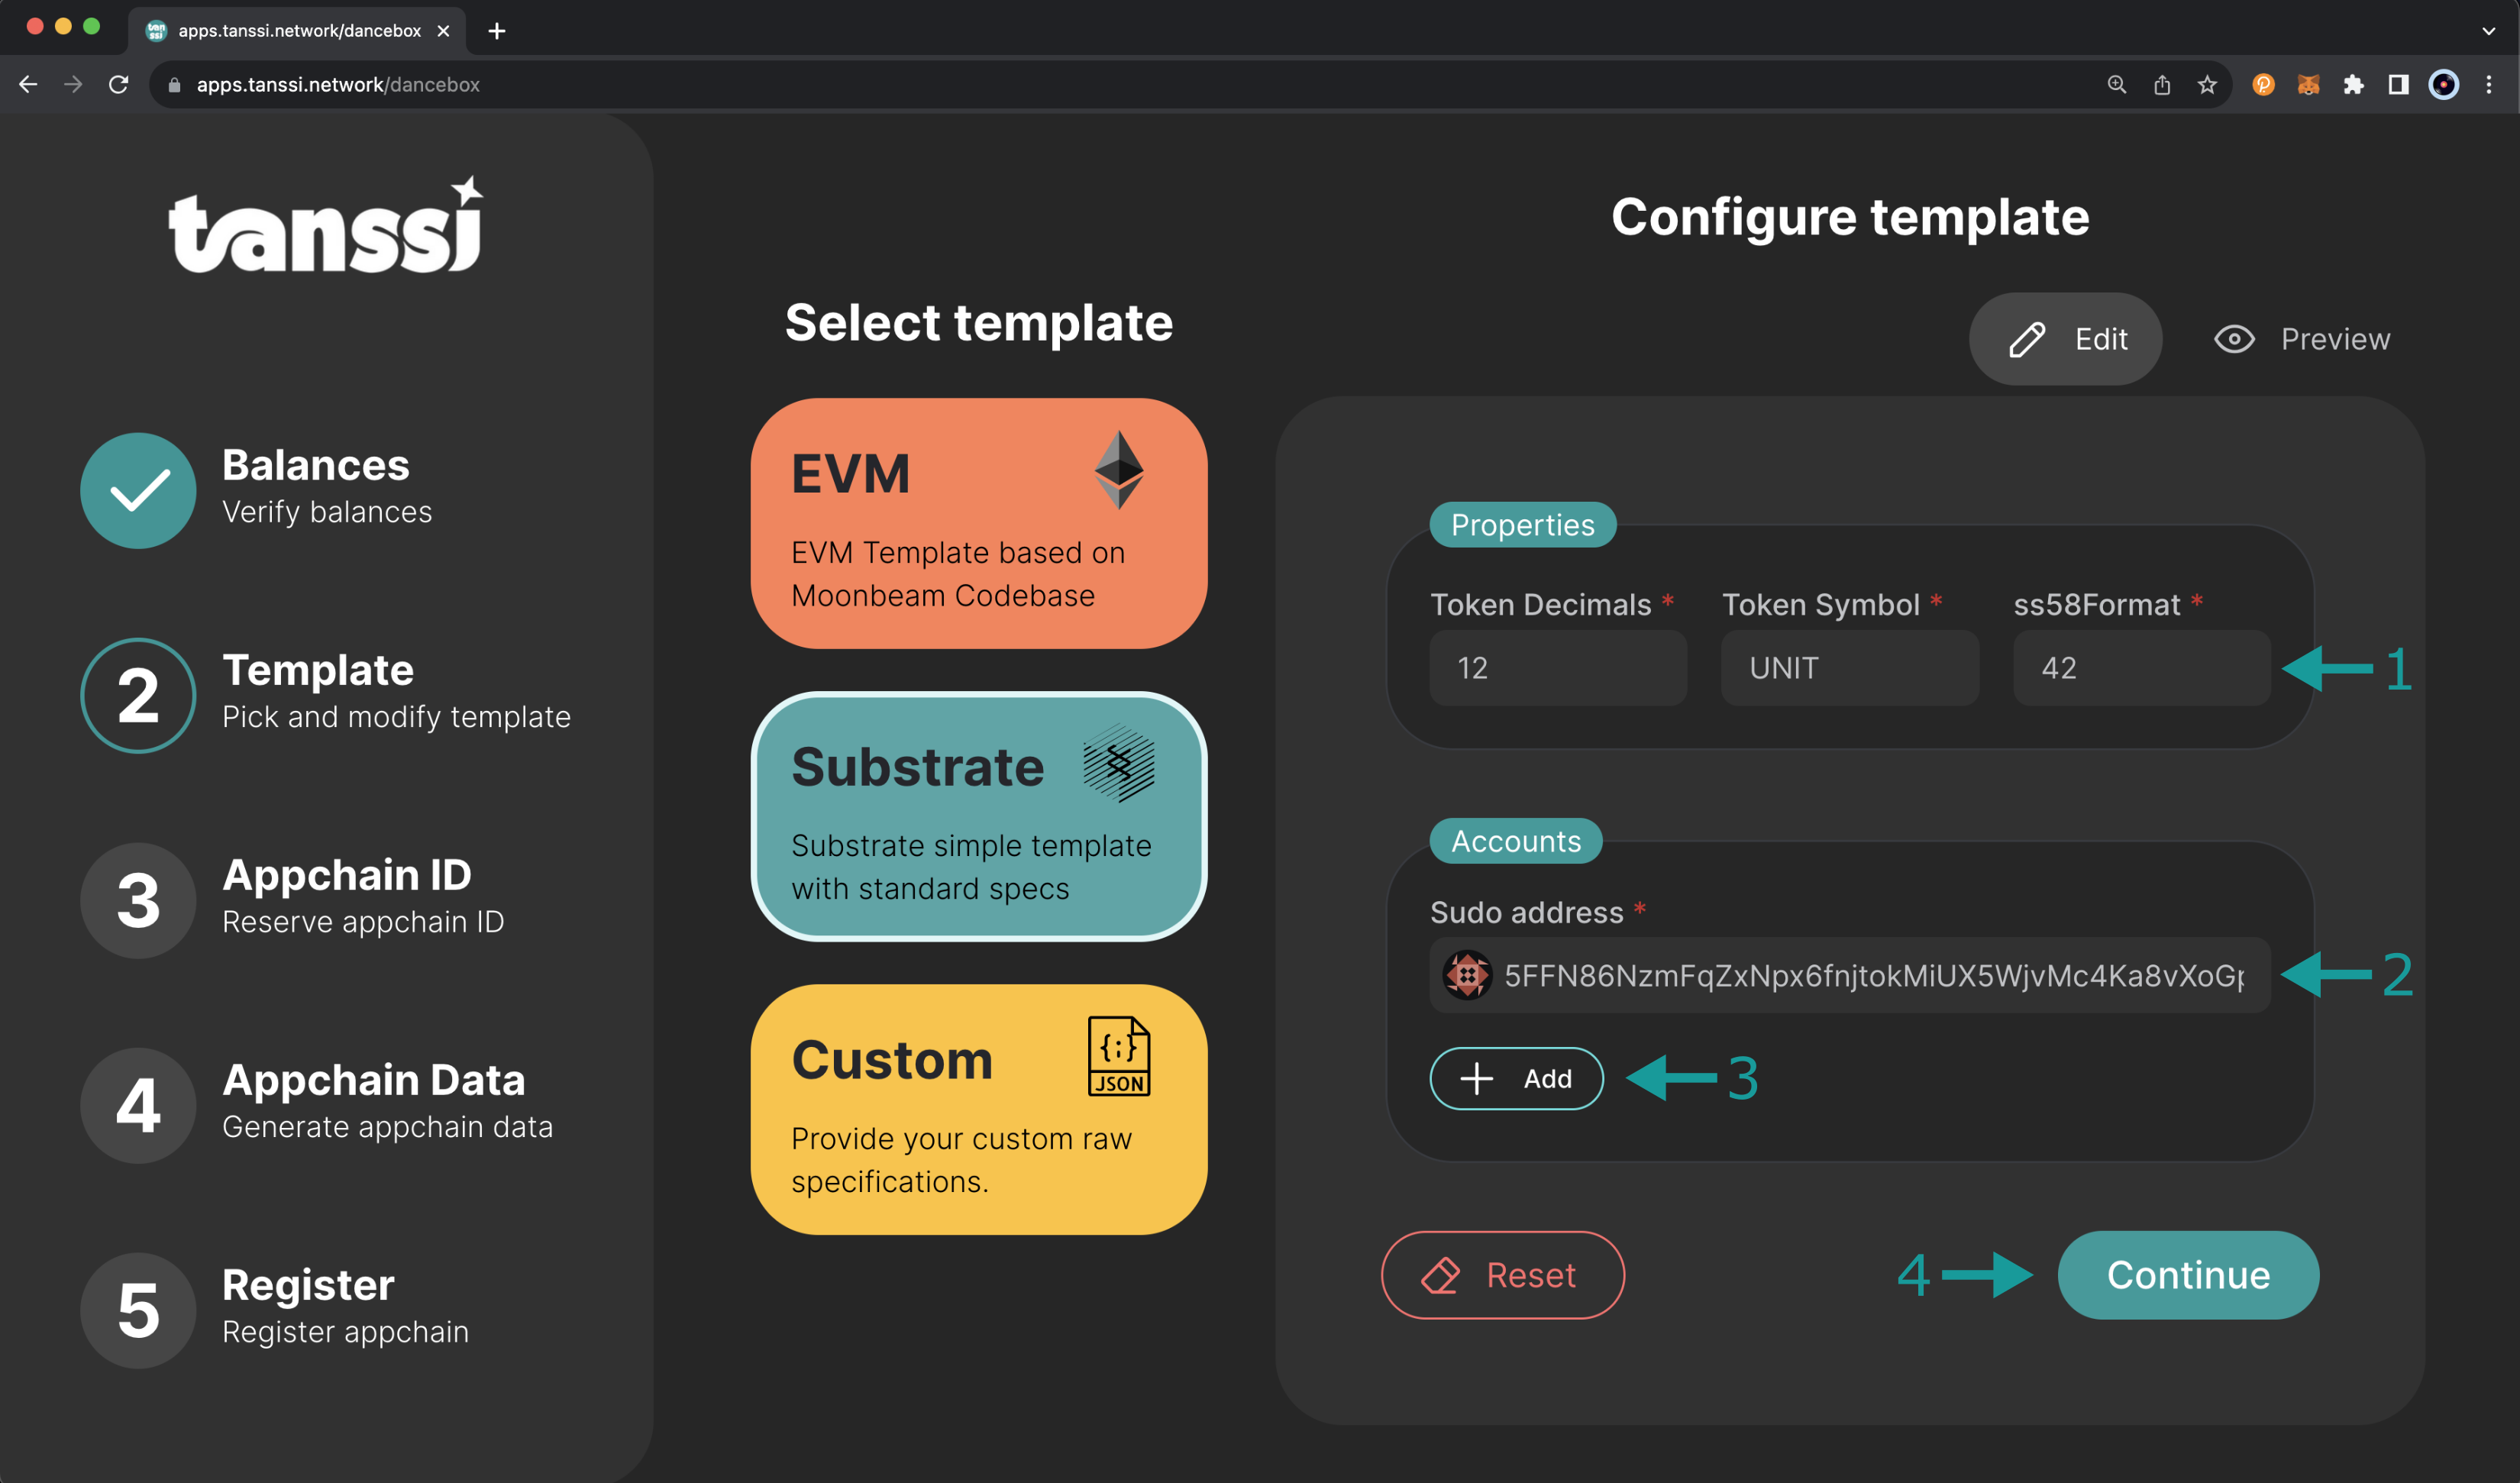 apps.tanssi.network/dancebox
apps.tanssi.network/dancebox
tanssi
Balances
Verify balances
2
Template
Pick and modify template
3
Appchain ID
Reserve appchain ID
4
Appchain Data
Generate appchain data
5
Register
Register appchain
Select template
EVM
EVM Template based on
Moonbeam Codebase
Substrate
Substrate simple template
with standard specs
Custom
{;}
JSON
Provide your custom raw
specifications.
Configure template
Edit
Preview
Properties
Token Decimals * Token Symbol * ss58Format *
12 UNIT 42 1
Accounts
Sudo address *
5FFN86NzmFqZxNpx6fnjtokMiUX5WjvMc4Ka8vXoGp 2
+ Add 3
Reset 4 Continue